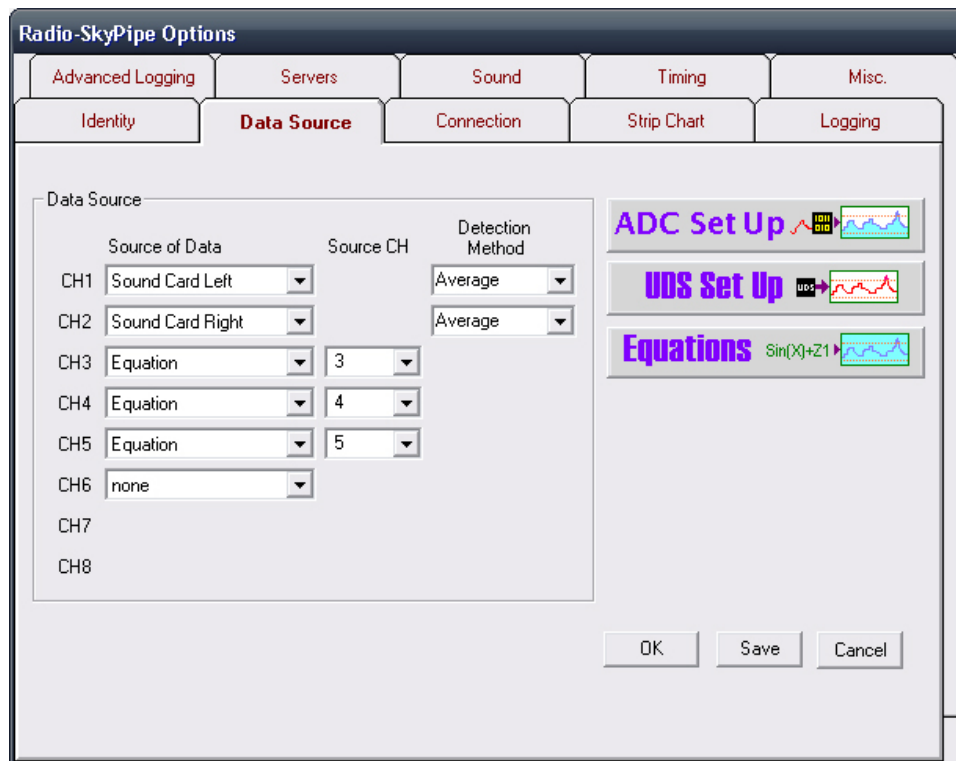 Radio-SkyPipe Options
Advanced Logging Servers Sound Timing Misc.
Identity Data Source Connection Strip Chart Logging
Data Source
Source of Data Source CH Detection Method
CH1 Sound Card Left Average
CH2 Sound Card Right Average
CH3 Equation 3
CH4 Equation 4
CH5 Equation 5
CH6 none
CH7
CH8
ADC Set Up
UDS Set Up UDS
Equations Sin(X)+Z1
OK Save Cancel